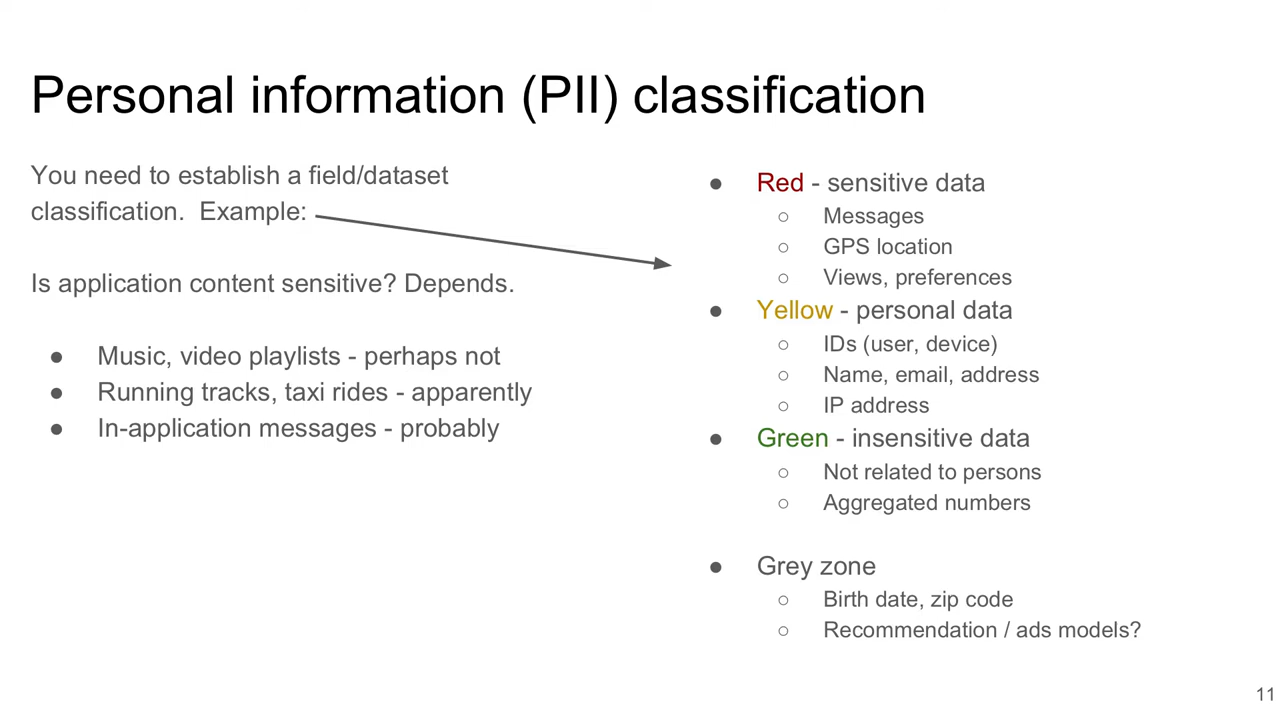 Personal information (PII) classification
You need to establish a field/dataset
classification.  Example:
Is application content sensitive? Depends.
● Music, video playlists - perhaps not
● Running tracks, taxi rides - apparently
● In-application messages - probably
● Red - sensitive data
○ Messages
○ GPS location
○ Views, preferences
● Yellow - personal data
○ IDs (user, device)
○ Name, email, address
○ IP address
● Green - insensitive data
○ Not related to persons
○ Aggregated numbers
● Grey zone
○ Birth date, zip code
○ Recommendation / ads models?
11